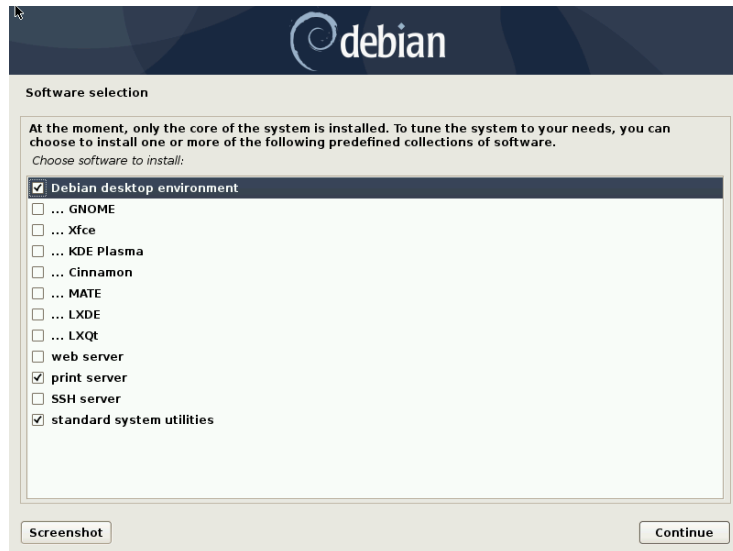 debian
Software selection
At the moment, only the core of the system is installed. To tune the system to your needs, you can
choose to install one or more of the following predefined collections of software.
Choose software to install:
Debian desktop environment
... GNOME
... Xfce
... KDE Plasma
... Cinnamon
... MATE
... LXDE
... LXQt
web server
print server
SSH server
standard system utilities
Screenshot
Continue